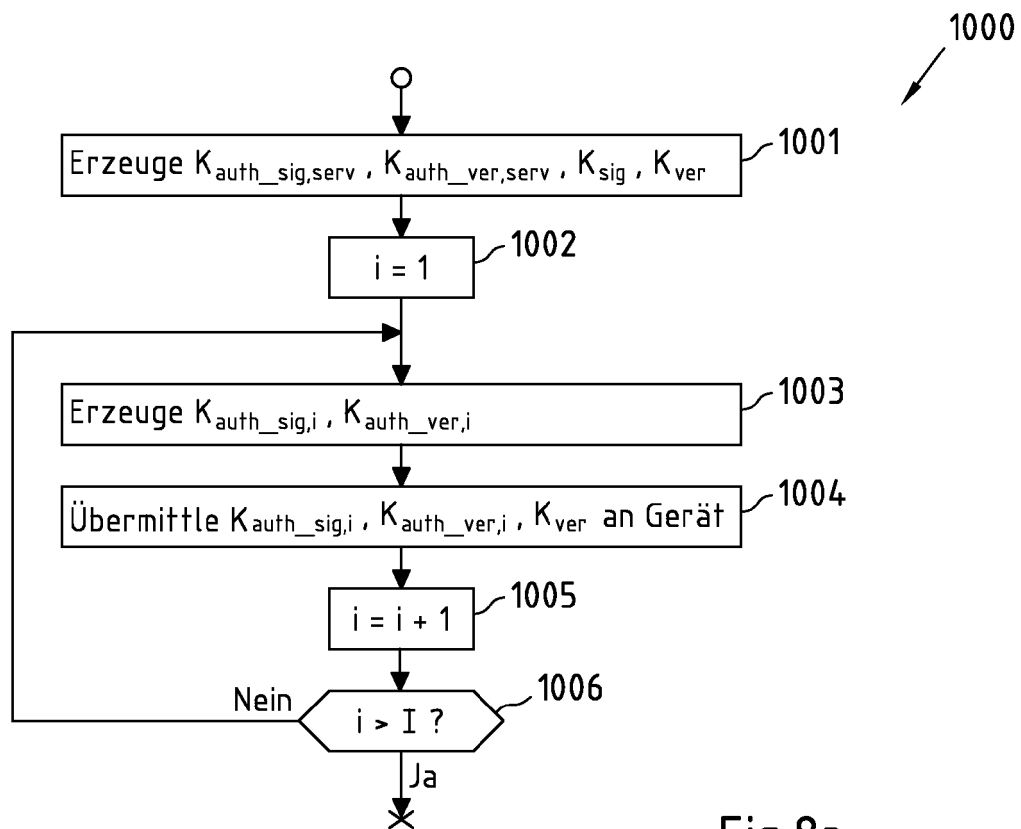 1000
Erzeuge K_auth_sig,serv , K_auth_ver,serv , K_sig , K_ver
1001
i = 1
1002
Erzeuge K_auth_sig,i , K_auth_ver,i
1003
Übermittle K_auth_sig,i , K_auth_ver,i , K_ver an Gerät
1004
i = i + 1
1005
Nein
i > I ?
1006
Ja